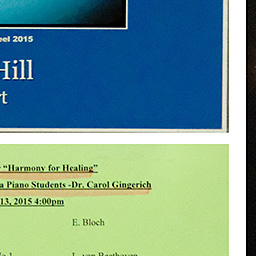 eel 2015
Hill
rt
"Harmony for Healing"
a Piano Students -Dr. Carol Gingerich
13, 2015 4:00pm
E. Bloch
L. van Beethoven